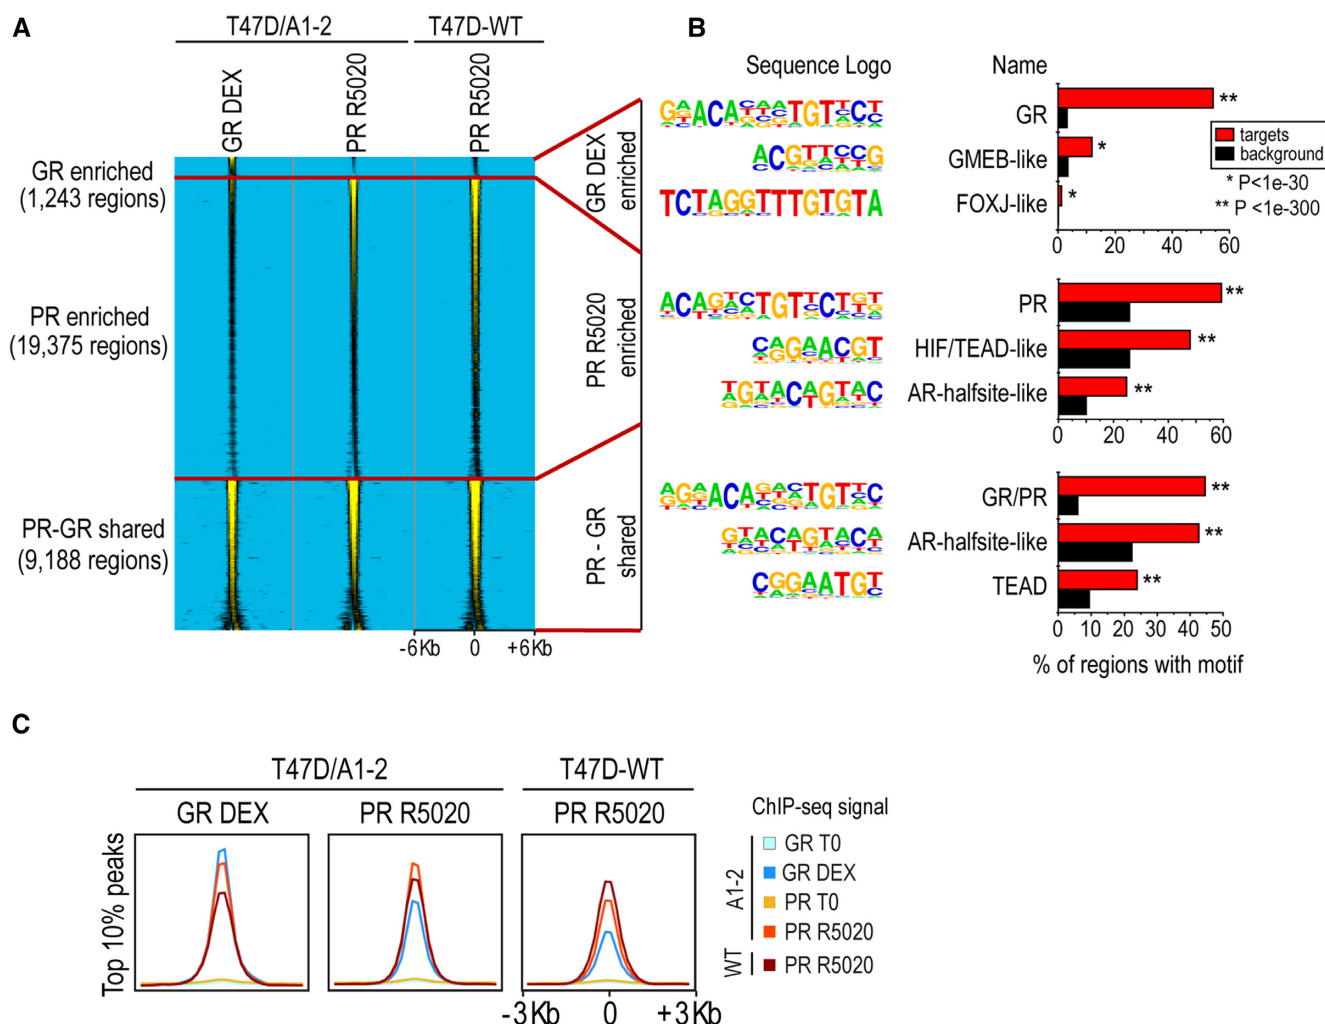 A
T47D/A1-2
T47D-WT
GR DEX
PR R5020
PR R5020
GR enriched
(1,243 regions)
PR enriched
(19,375 regions)
PR-GR shared
(9,188 regions)
-6Kb
0
+6Kb
GR DEX
enriched
PR R5020
enriched
PR - GR
shared
B
Sequence Logo
Name
GR
**
GMEB-like
*
TCTAGGTTTGTGTA
FOXJ-like
*
targets
background
* P<1e-30
** P <1e-300
0 20 40 60
PR
**
HIF/TEAD-like
**
AR-halfsite-like
**
0 20 40 60
GR/PR
**
AR-halfsite-like
**
TEAD
**
0 10 20 30 40 50
% of regions with motif
C
T47D/A1-2
T47D-WT
GR DEX
PR R5020
PR R5020
Top 10% peaks
-3Kb
0
+3Kb
ChIP-seq signal
A1-2
GR T0
GR DEX
PR T0
PR R5020
WT
PR R5020